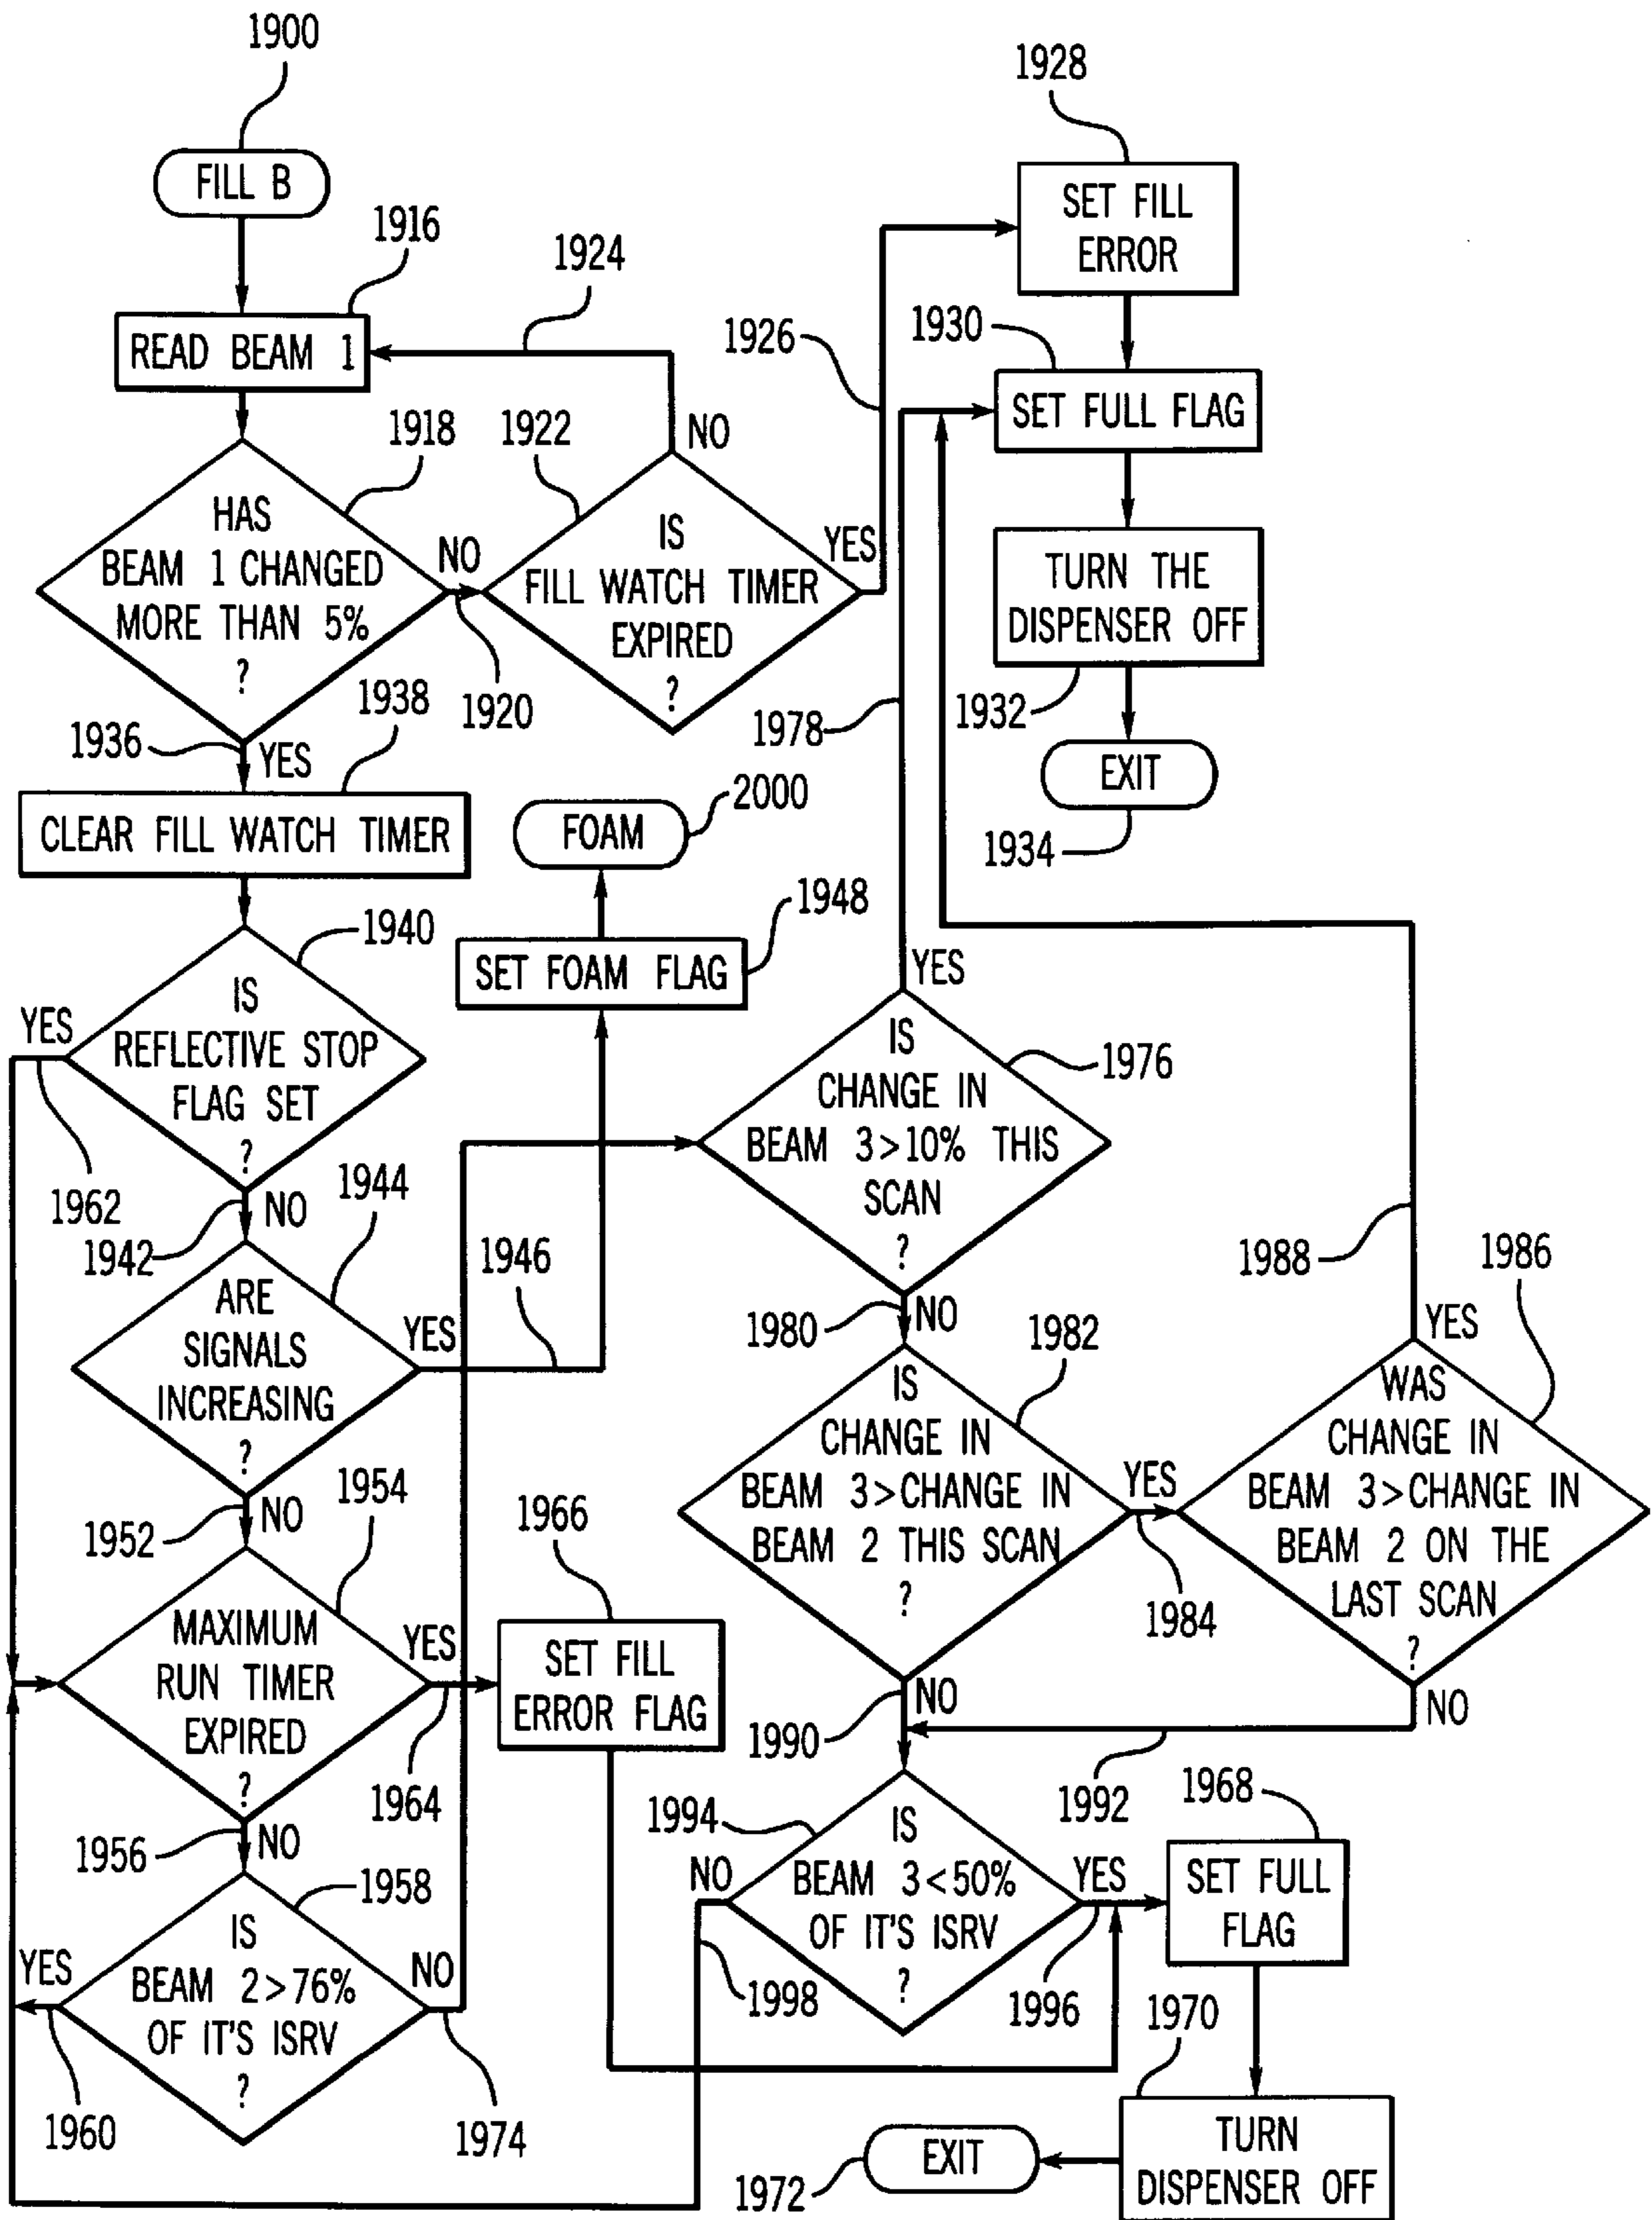 1900
FILL B
1916
READ BEAM 1
1924
1918
HAS
BEAM 1 CHANGED
MORE THAN 5%
?
NO
1920
1922
IS
FILL WATCH TIMER
EXPIRED
?
NO
YES
1926
1928
SET FILL
ERROR
1930
SET FULL FLAG
TURN THE
DISPENSER OFF
1932
EXIT
1934
1936
YES
1938
CLEAR FILL WATCH TIMER
2000
FOAM
1948
SET FOAM FLAG
1978
1940
IS
REFLECTIVE STOP
FLAG SET
?
YES
1962
NO
1942
1944
ARE
SIGNALS
INCREASING
?
YES
1946
NO
1952
1954
MAXIMUM
RUN TIMER
EXPIRED
?
YES
1964
1966
SET FILL
ERROR FLAG
NO
1956
1958
IS
BEAM 2>76%
OF IT'S ISRV
?
YES
1960
NO
1974
YES
1976
IS
CHANGE IN
BEAM 3>10% THIS
SCAN
?
NO
1980
1982
IS
CHANGE IN
BEAM 3>CHANGE IN
BEAM 2 THIS SCAN
?
YES
1984
1986
WAS
CHANGE IN
BEAM 3>CHANGE IN
BEAM 2 ON THE
LAST SCAN
?
YES
1988
NO
1992
NO
1990
1994
IS
BEAM 3<50%
OF IT'S ISRV
?
NO
1998
YES
1996
1968
SET FULL
FLAG
1970
TURN
DISPENSER OFF
EXIT
1972